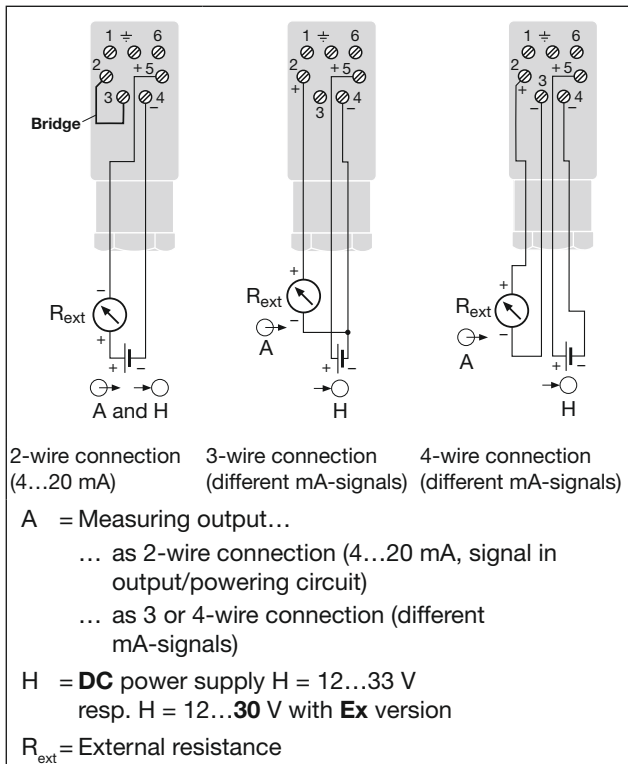 1 ⏚ 6
2 + 5
3 4
−
Bridge
−
R_ext
+
+ −
A and H
1 ⏚ 6
2 + 5
+ 4
3 −
+
R_ext
−
A
+ −
H
1 ⏚ 6
2 3 + 5
+ 4
− −
+
R_ext
−
A
+ −
H
2-wire connection
(4…20 mA)
3-wire connection
(different mA-signals)
4-wire connection
(different mA-signals)
A = Measuring output…
… as 2-wire connection (4…20 mA, signal in
output/powering circuit)
… as 3 or 4-wire connection (different
mA-signals)
H = DC power supply H = 12…33 V
resp. H = 12…30 V with Ex version
R_ext = External resistance